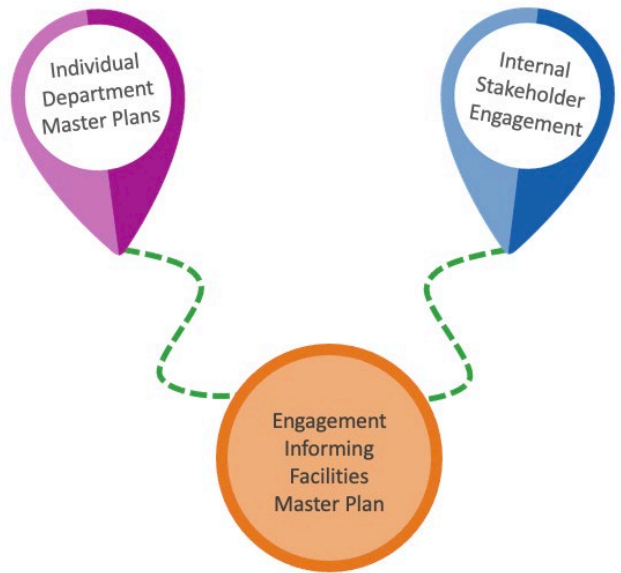 Individual
Department
Master Plans
Internal
Stakeholder
Engagement
Engagement
Informing
Facilities
Master Plan